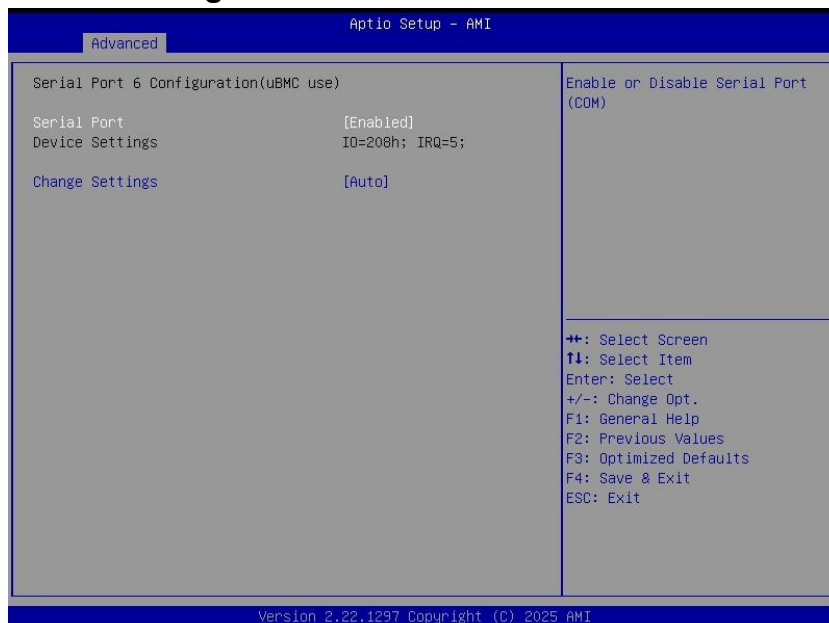 Aptio Setup – AMI
Advanced
Serial Port 6 Configuration(uBMC use)
Serial Port [Enabled]
Device Settings IO=208h; IRQ=5;
Change Settings [Auto]
Enable or Disable Serial Port
(COM)
→←: Select Screen
↑↓: Select Item
Enter: Select
+/-: Change Opt.
F1: General Help
F2: Previous Values
F3: Optimized Defaults
F4: Save & Exit
ESC: Exit
Version 2.22.1297 Copyright (C) 2025 AMI